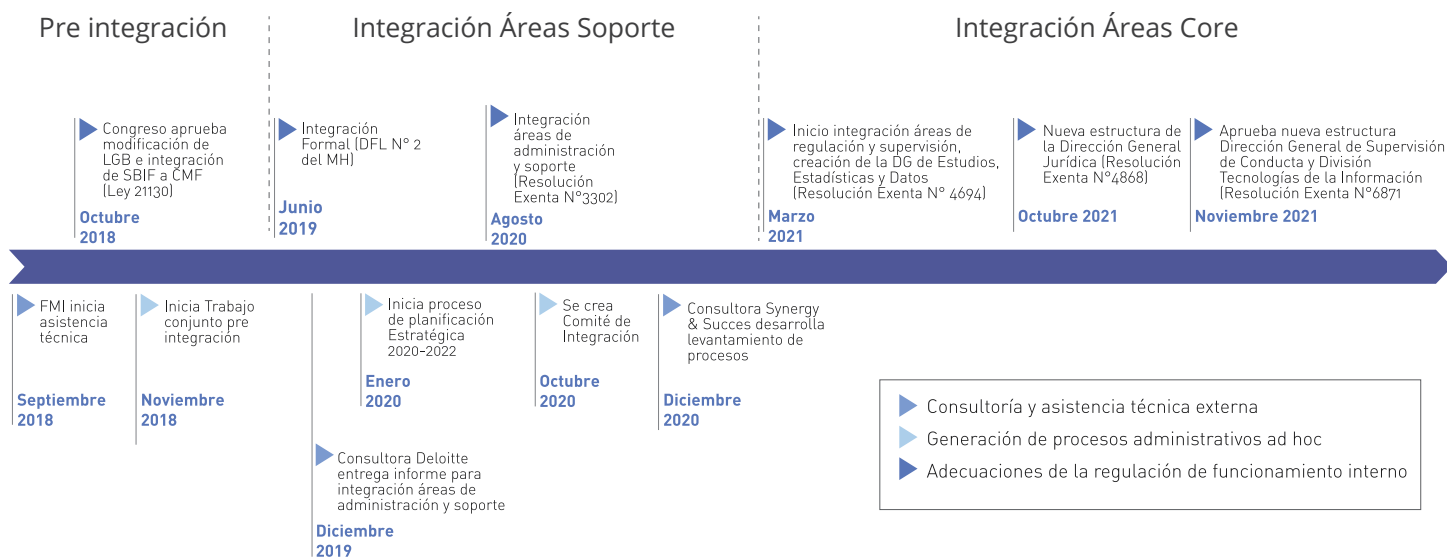 Pre integración
Integración Áreas Soporte
Integración Áreas Core
Congreso aprueba
modificación de
LGB e integración
de SBIF a CMF
(Ley 21130)
Octubre
2018
Integración
Formal (DFL N° 2
del MH)
Junio
2019
Integración
áreas de
administración
y soporte
(Resolución
Exenta N°3302)
Agosto
2020
Inicio integración áreas de
regulación y supervisión,
creación de la DG de Estudios,
Estadísticas y Datos
(Resolución Exenta N° 4694)
Marzo
2021
Nueva estructura de
la Dirección General
Jurídica (Resolución
Exenta N°4868)
Octubre 2021
Aprueba nueva estructura
Dirección General de Supervisión
de Conducta y División
Tecnologías de la Información
(Resolución Exenta N°6871
Noviembre 2021
FMI inicia
asistencia
técnica
Septiembre
2018
Inicia Trabajo
conjunto pre
integración
Noviembre
2018
Consultora Deloitte
entrega informe para
integración áreas de
administración y soporte
Diciembre
2019
Inicia proceso
de planificación
Estratégica
2020-2022
Enero
2020
Se crea
Comité de
Integración
Octubre
2020
Consultora Synergy
& Succes desarrolla
levantamiento de
procesos
Diciembre
2020
Consultoría y asistencia técnica externa
Generación de procesos administrativos ad hoc
Adecuaciones de la regulación de funcionamiento interno